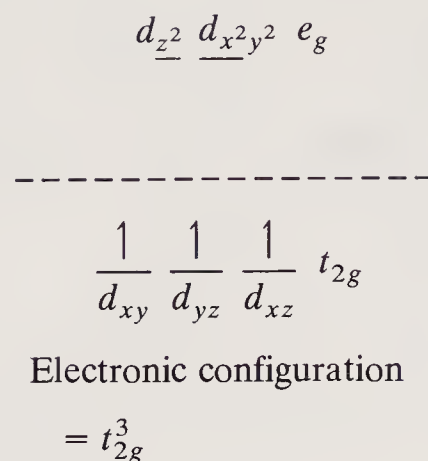 d_{z^2} d_{x^2y^2} e_g
1 1 1 t_{2g}
d_{xy} d_{yz} d_{xz}
Electronic configuration
= t_{2g}^3